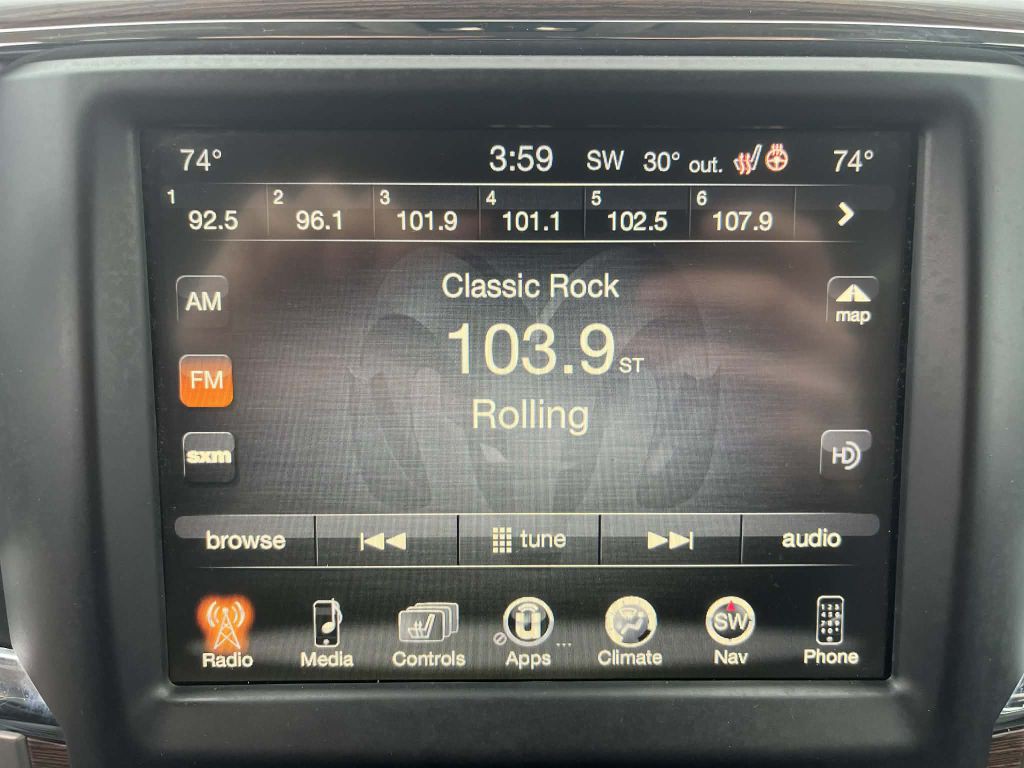 74° 3:59 SW 30° out. 74°
1 2 3 4 5 6
92.5 96.1 101.9 101.1 102.5 107.9
Classic Rock
AM
map
103.9 ST
FM
Rolling
sxm
HD
browse tune audio
SW
Radio Media Controls Apps Climate Nav Phone